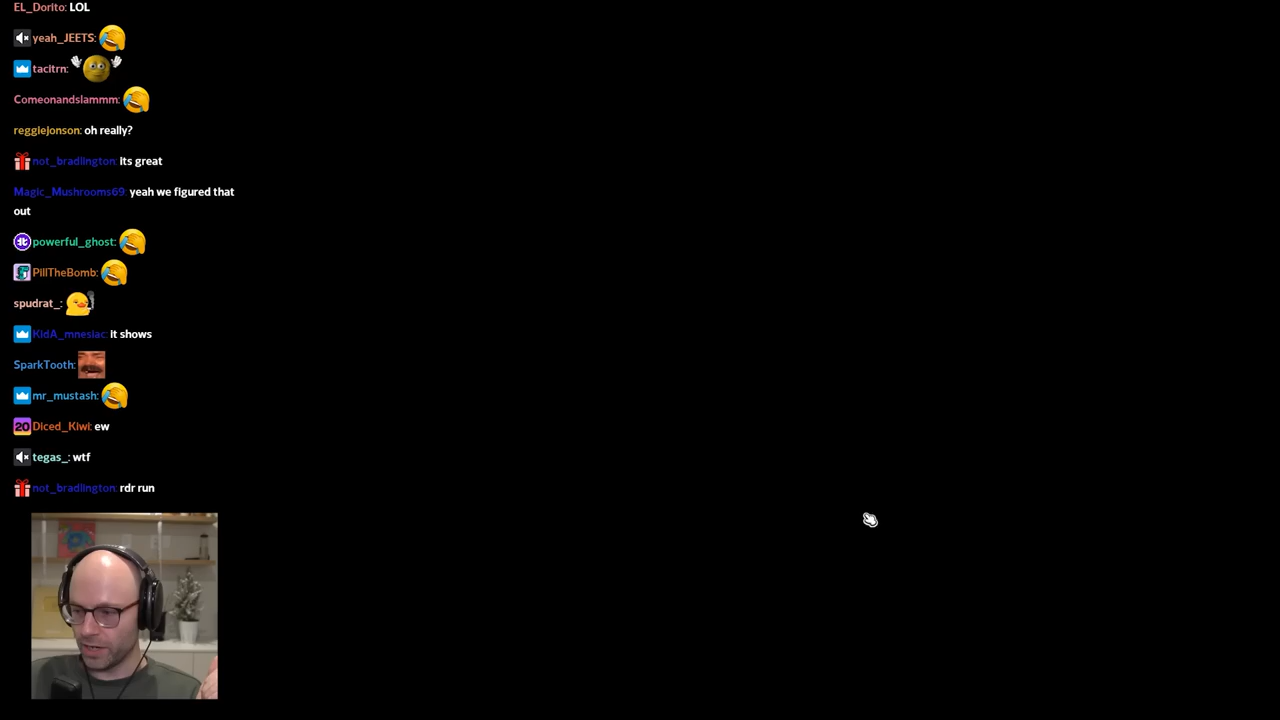 EL_Dorito: LOL
yeah_JEETS:
tacitrn:
Comeonandslammm:
reggiejonson: oh really?
not_bradlington: its great
Magic_Mushrooms69: yeah we figured that
out
powerful_ghost:
PillTheBomb:
spudrat_:
KidA_mnesiac: it shows
SparkTooth:
mr_mustash:
20 Diced_Kiwi: ew
tegas_: wtf
not_bradlington: rdr run